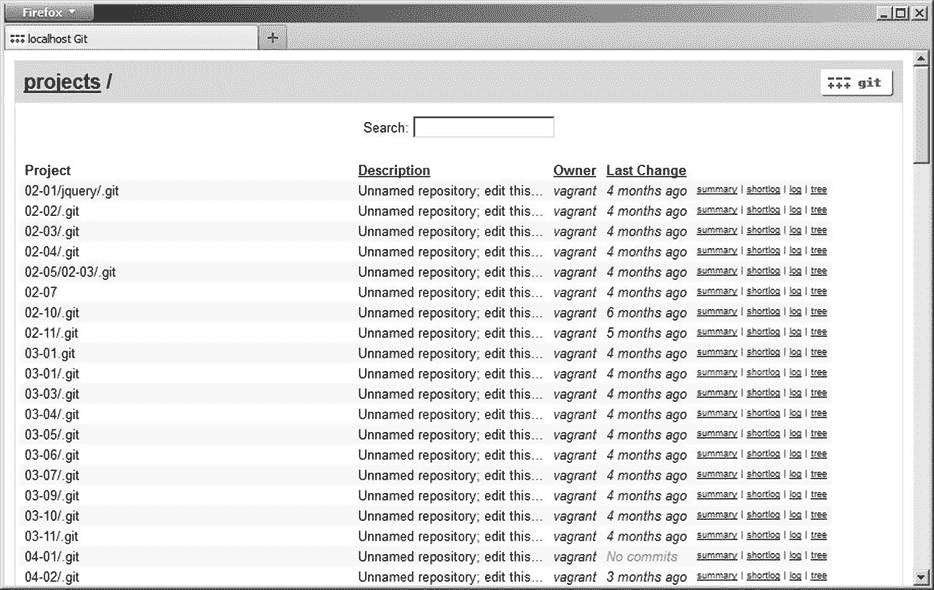 Firefox
localhost Git
projects /
git
Search:
Project Description Owner Last Change
02-01/jquery/.git Unnamed repository; edit this... vagrant 4 months ago summary | shortlog | log | tree
02-02/.git Unnamed repository; edit this... vagrant 4 months ago summary | shortlog | log | tree
02-03/.git Unnamed repository; edit this... vagrant 4 months ago summary | shortlog | log | tree
02-04/.git Unnamed repository; edit this... vagrant 4 months ago summary | shortlog | log | tree
02-05/02-03/.git Unnamed repository; edit this... vagrant 4 months ago summary | shortlog | log | tree
02-07 Unnamed repository; edit this... vagrant 4 months ago summary | shortlog | log | tree
02-10/.git Unnamed repository; edit this... vagrant 6 months ago summary | shortlog | log | tree
02-11/.git Unnamed repository; edit this... vagrant 5 months ago summary | shortlog | log | tree
03-01.git Unnamed repository; edit this... vagrant 4 months ago summary | shortlog | log | tree
03-01/.git Unnamed repository; edit this... vagrant 4 months ago summary | shortlog | log | tree
03-03/.git Unnamed repository; edit this... vagrant 4 months ago summary | shortlog | log | tree
03-04/.git Unnamed repository; edit this... vagrant 4 months ago summary | shortlog | log | tree
03-05/.git Unnamed repository; edit this... vagrant 4 months ago summary | shortlog | log | tree
03-06/.git Unnamed repository; edit this... vagrant 4 months ago summary | shortlog | log | tree
03-07/.git Unnamed repository; edit this... vagrant 4 months ago summary | shortlog | log | tree
03-09/.git Unnamed repository; edit this... vagrant 4 months ago summary | shortlog | log | tree
03-10/.git Unnamed repository; edit this... vagrant 4 months ago summary | shortlog | log | tree
03-11/.git Unnamed repository; edit this... vagrant 4 months ago summary | shortlog | log | tree
04-01/.git Unnamed repository; edit this... vagrant No commits summary | shortlog | log | tree
04-02/.git Unnamed repository; edit this... vagrant 3 months ago summary | shortlog | log | tree